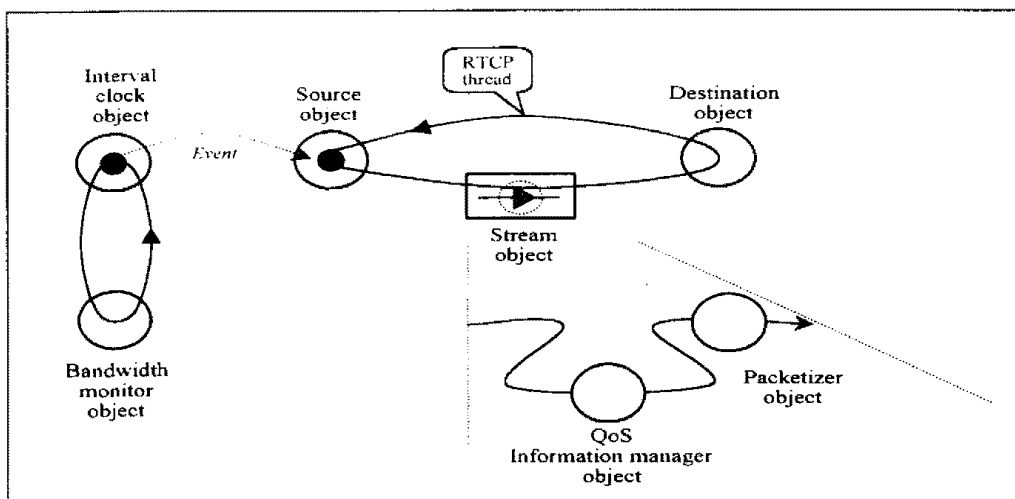 Interval
clock
object
Source
object
RTCP
thread
Destination
object
Event
Stream
object
Bandwidth
monitor
object
Packetizer
object
QoS
Information manager
object